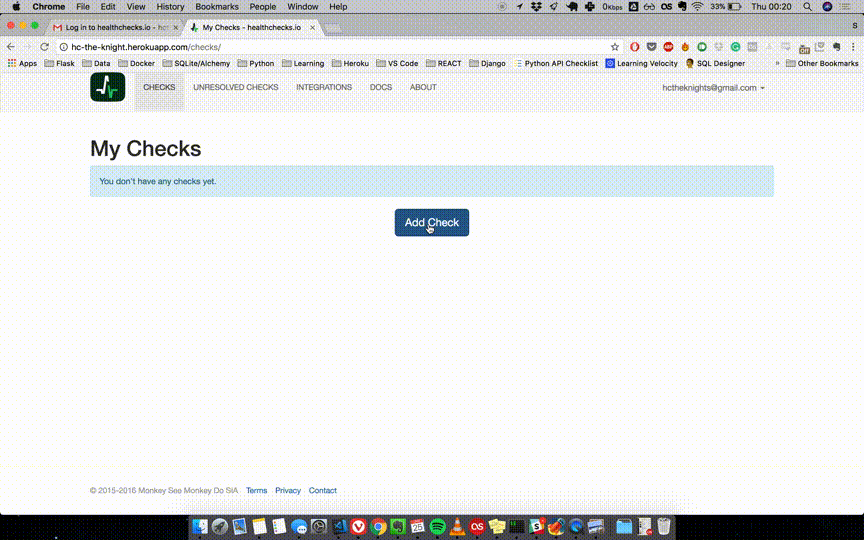 Chrome File Edit View History Bookmarks People Window Help 0Kbps 33% Thu 00:20
Log in to healthchecks.io - hc My Checks - healthchecks.io S
hc-the-knight.herokuapp.com/checks/
Apps Flask Data Docker SQLite/Alchemy Python Learning Heroku VS Code REACT Django Python API Checklist Learning Velocity SQL Designer » Other Bookmarks
CHECKS UNRESOLVED CHECKS INTEGRATIONS DOCS ABOUT hctheknights@gmail.com
My Checks
You don't have any checks yet.
Add Check
© 2015-2016 Monkey See Monkey Do SIA Terms Privacy Contact